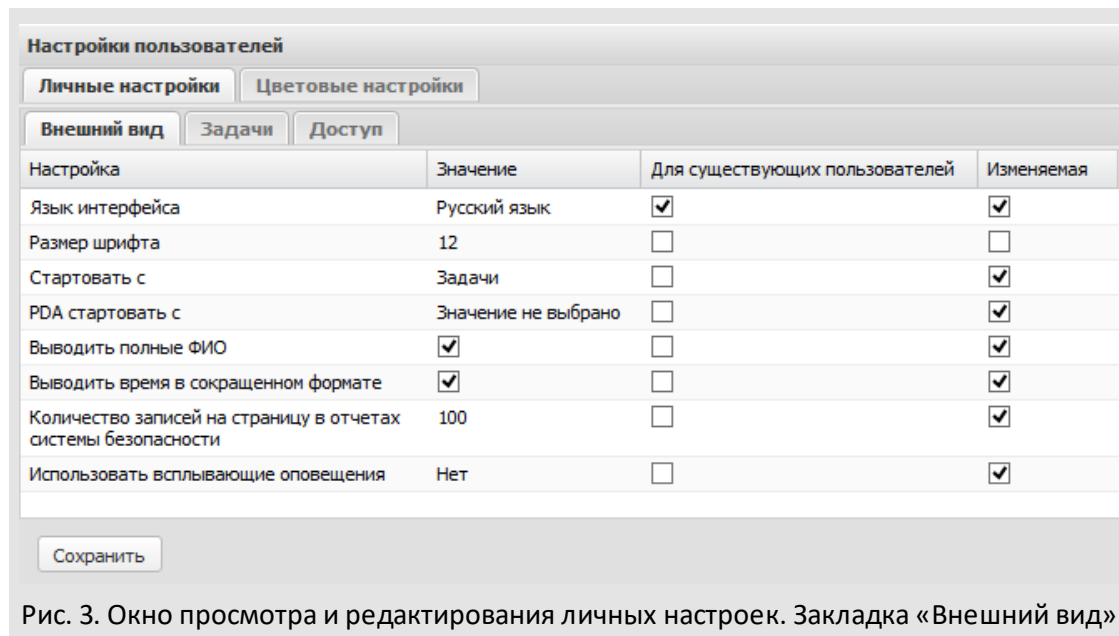 Настройки пользователей
Личные настройки Цветовые настройки
Внешний вид Задачи Доступ
Настройка Значение Для существующих пользователей Изменяемая
Язык интерфейса Русский язык
Размер шрифта 12
Стартовать с Задачи
PDA стартовать с Значение не выбрано
Выводить полные ФИО
Выводить время в сокращенном формате
Количество записей на страницу в отчетах 100
системы безопасности
Использовать всплывающие оповещения Нет
Сохранить
Рис. 3. Окно просмотра и редактирования личных настроек. Закладка «Внешний вид»